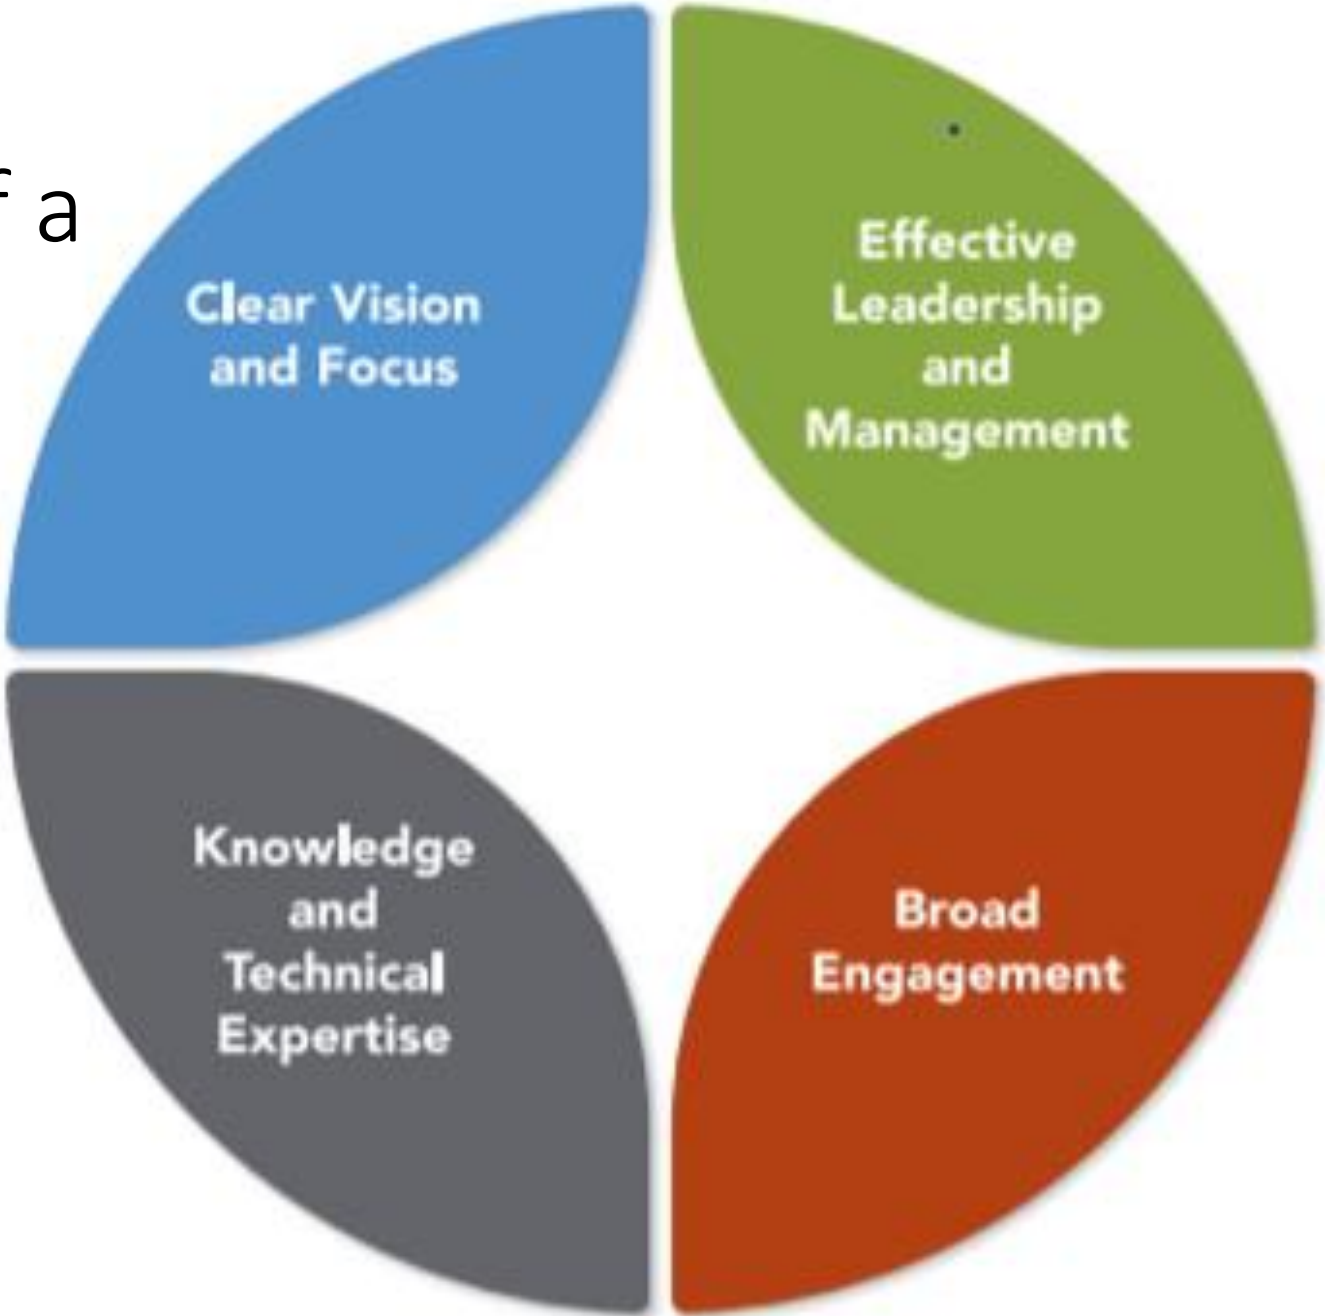 f a
Clear Vision
and Focus
Effective
Leadership
and
Management
Knowledge
and
Technical
Expertise
Broad
Engagement